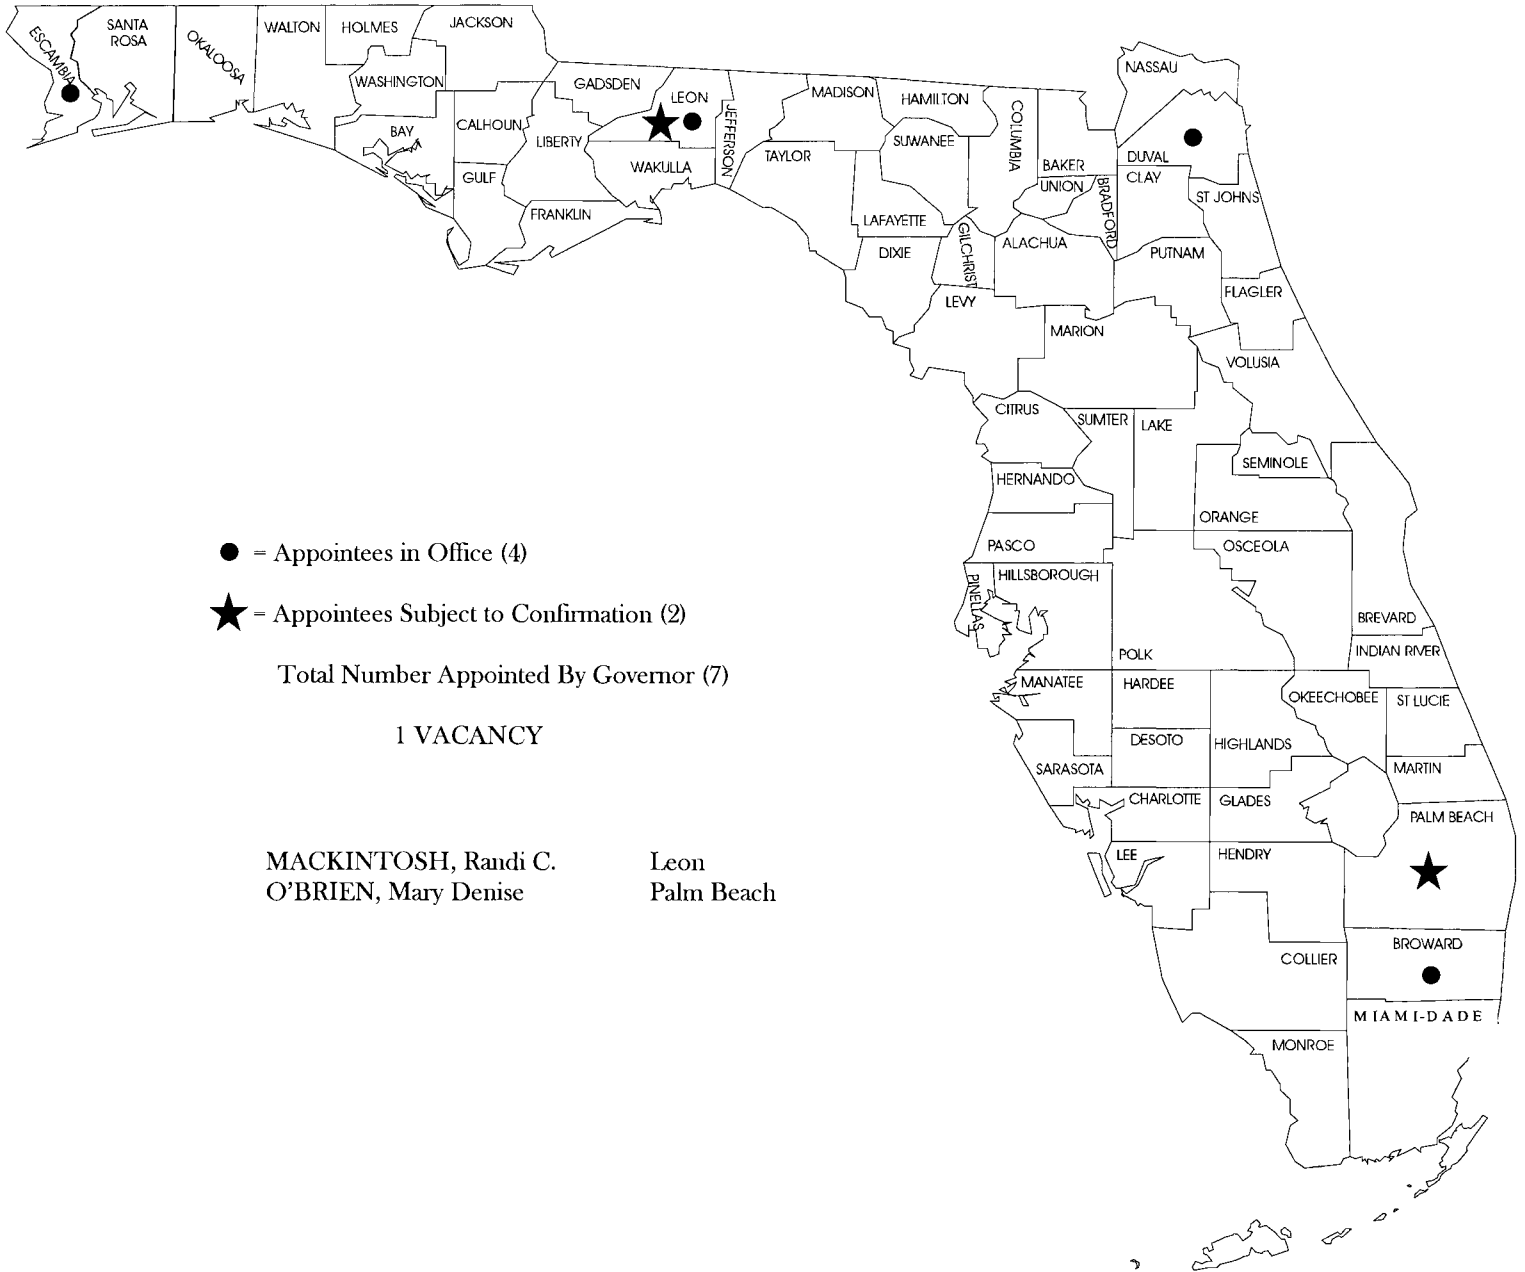 ESCAMBIA
SANTA
ROSA
OKALOOSA
WALTON
HOLMES
JACKSON
WASHINGTON
BAY
CALHOUN
GULF
LIBERTY
GADSDEN
FRANKLIN
LEON
WAKULLA
JEFFERSON
TAYLOR
MADISON
HAMILTON
SUWANEE
LAFAYETTE
DIXIE
COLUMBIA
GILCHRIST
BAKER
UNION
BRADFORD
ALACHUA
NASSAU
DUVAL
CLAY
ST JOHNS
PUTNAM
FLAGLER
LEVY
MARION
VOLUSIA
CITRUS
SUMTER
LAKE
HERNANDO
SEMINOLE
ORANGE
PASCO
OSCEOLA
PINELLAS
HILLSBOROUGH
POLK
BREVARD
INDIAN RIVER
MANATEE
HARDEE
OKEECHOBEE
ST LUCIE
DESOTO
HIGHLANDS
SARASOTA
MARTIN
CHARLOTTE
GLADES
PALM BEACH
LEE
HENDRY
BROWARD
COLLIER
MIAMI-DADE
MONROE
= Appointees in Office (4)
= Appointees Subject to Confirmation (2)
Total Number Appointed By Governor (7)
1 VACANCY
MACKINTOSH, Randi C. Leon
O'BRIEN, Mary Denise Palm Beach